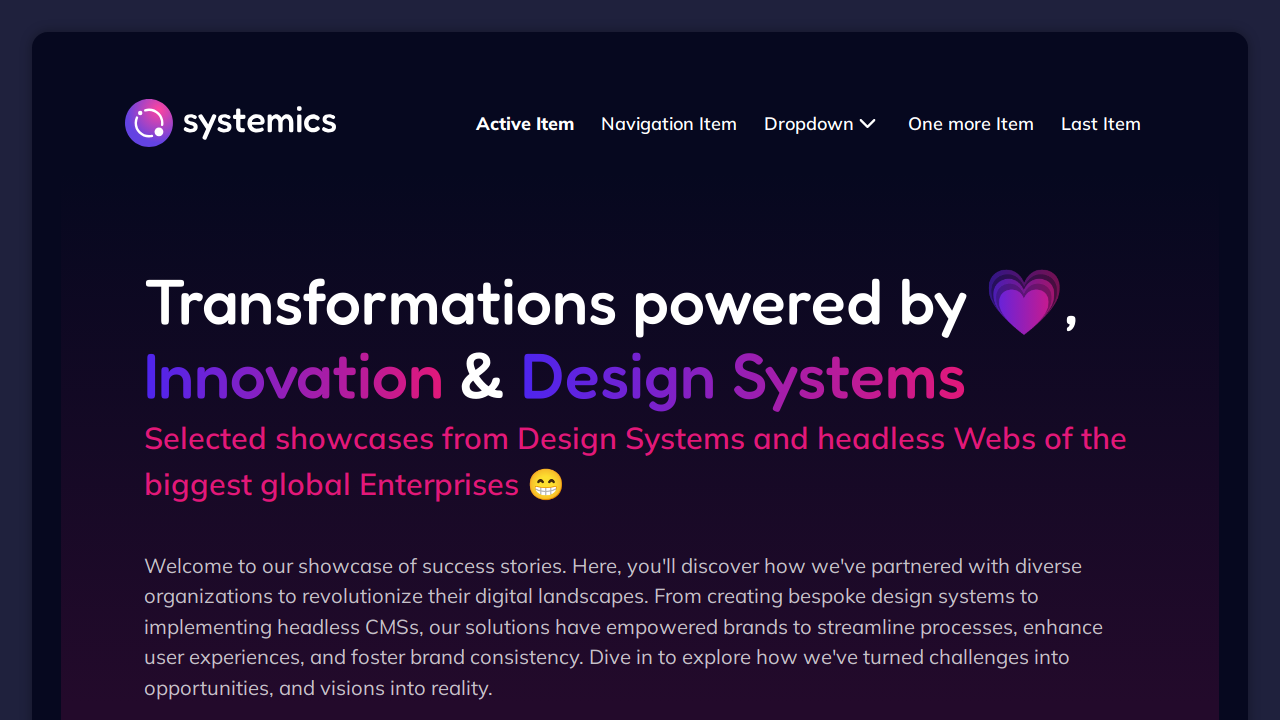 systemics
Active Item Navigation Item Dropdown One more Item Last Item
Transformations powered by 💗,
Innovation & Design Systems
Selected showcases from Design Systems and headless Webs of the
biggest global Enterprises 😁
Welcome to our showcase of success stories. Here, you'll discover how we've partnered with diverse
organizations to revolutionize their digital landscapes. From creating bespoke design systems to
implementing headless CMSs, our solutions have empowered brands to streamline processes, enhance
user experiences, and foster brand consistency. Dive in to explore how we've turned challenges into
opportunities, and visions into reality.